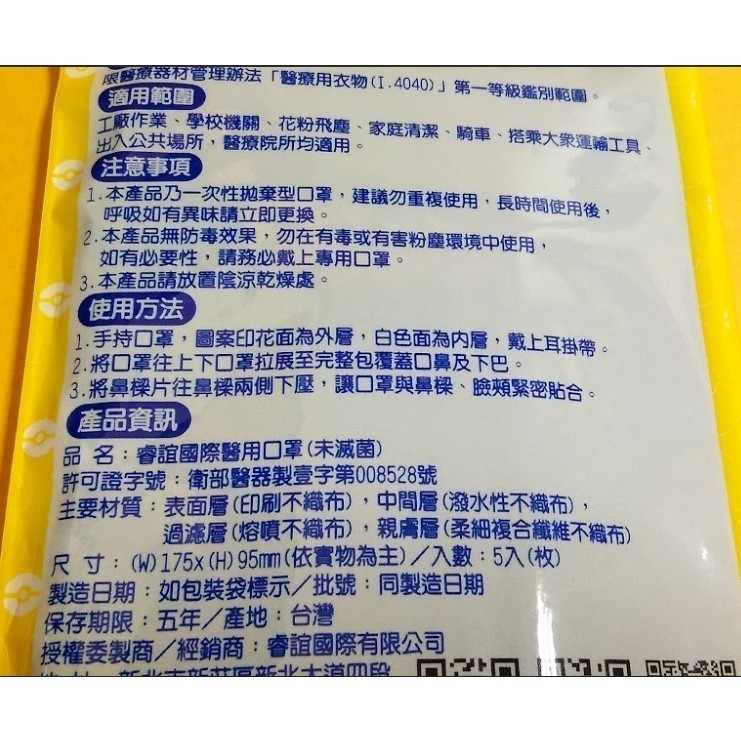 限醫療器材管理辦法「醫療用衣物(I.4040)」第一等級鑑別範圍。
適用範圍
工廠作業、學校機關、花粉飛塵、家庭清潔、騎車、搭乘大眾運輸工具、
出入公共場所，醫療院所均適用。
注意事項
1.本產品乃一次性拋棄型口罩，建議勿重複使用，長時間使用後，
呼吸如有異味請立即更換。
2.本產品無防毒效果，勿在有毒或有害粉塵環境中使用，
如有必要性，請務必戴上專用口罩。
3.本產品請放置陰涼乾燥處。
使用方法
1.手持口罩，圖案印花面為外層，白色面為內層，戴上耳掛帶。
2.將口罩往上下口罩拉展至完整包覆蓋口鼻及下巴。
3.將鼻樑片往鼻樑兩側下壓，讓口罩與鼻樑、臉頰緊密貼合。
產品資訊
品 名：睿誼國際醫用口罩(未滅菌)
許可證字號：衛部醫器製壹字第008528號
主要材質：表面層(印刷不織布)，中間層(潑水性不織布)，
過濾層(熔噴不織布)，親膚層(柔細複合纖維不織布)
尺 寸：(W)175x(H)95mm(依實物為主)／入數：5入(枚)
製造日期：如包裝袋標示／批號：同製造日期
保存期限：五年／產地：台灣
授權委製商／經銷商：睿誼國際有限公司
地 址：新北市新莊區新北大道四段